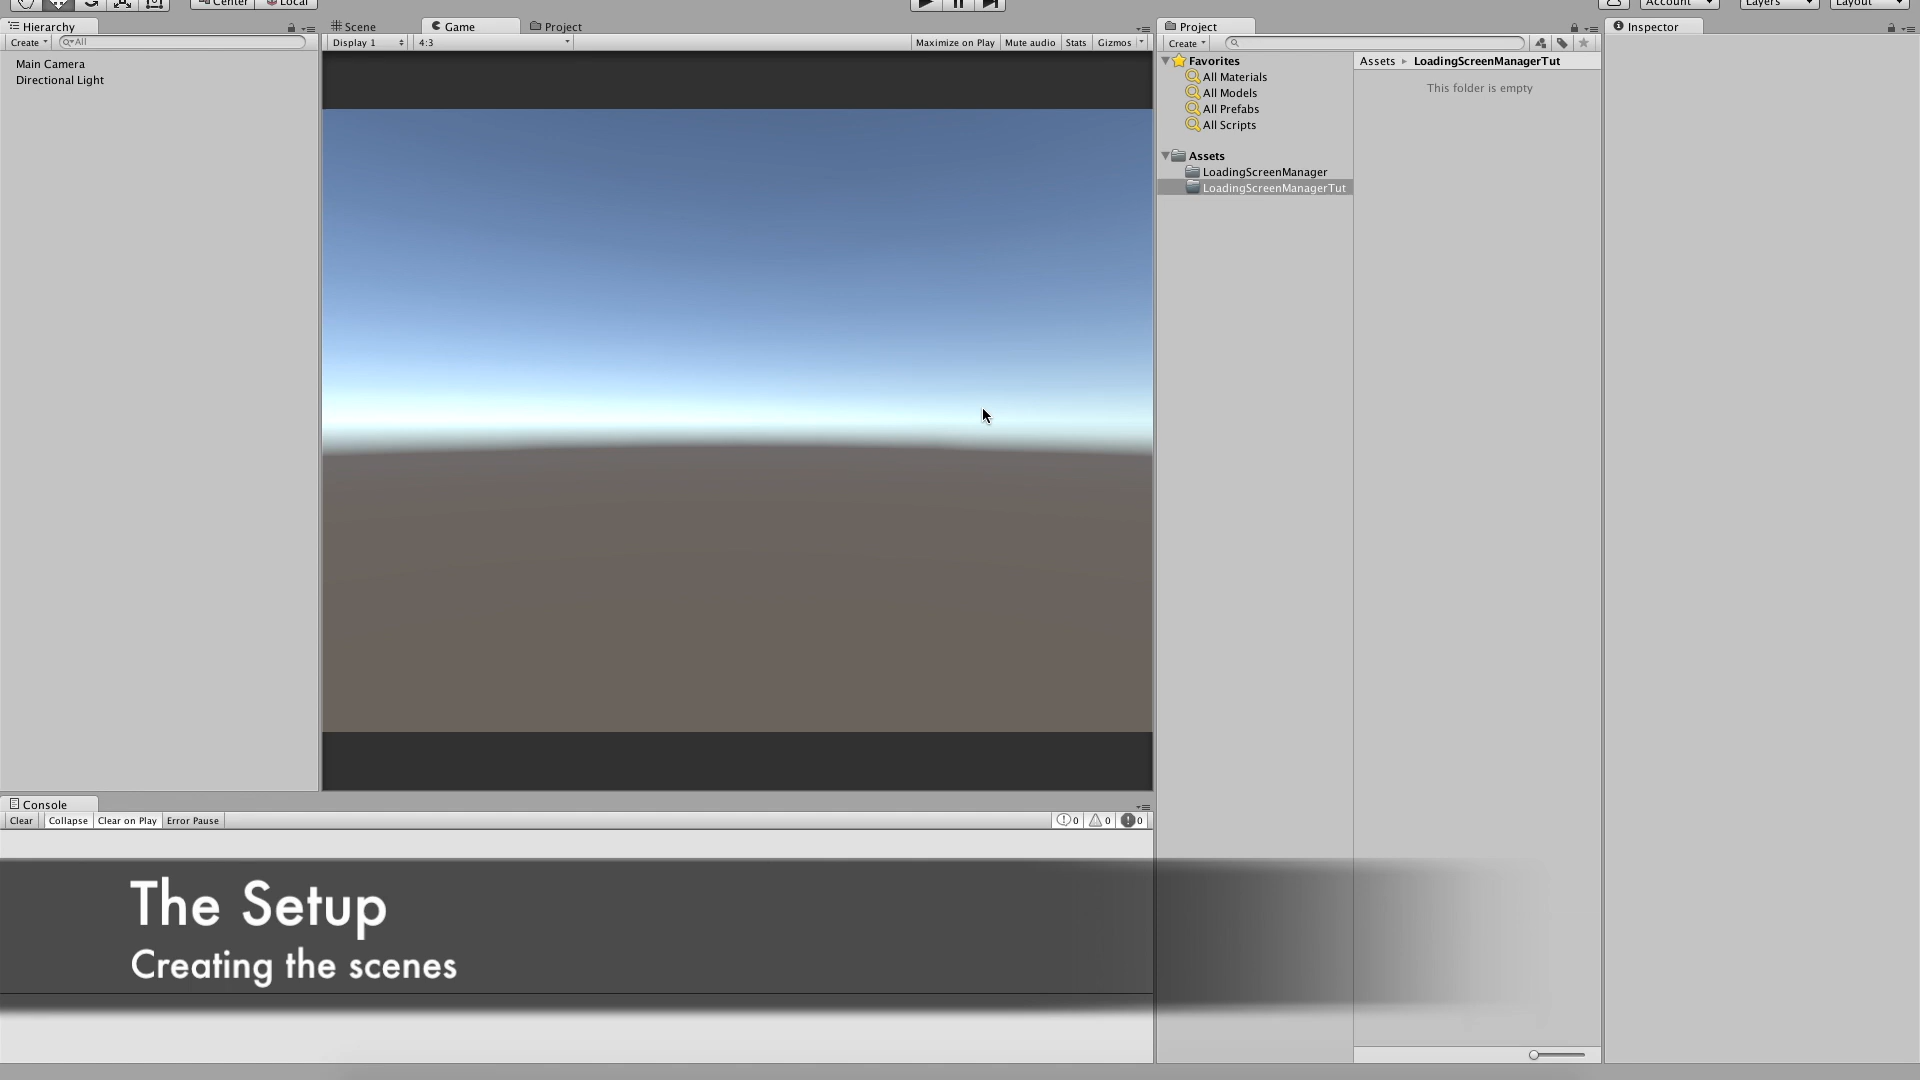 Center
Local
Account
Layers
Layout
Hierarchy
Create
All
Main Camera
Directional Light
Scene
Game
Project
Display 1
4:3
Maximize on Play
Mute audio
Stats
Gizmos
Project
Create
Favorites
All Materials
All Models
All Prefabs
All Scripts
Assets
LoadingScreenManager
LoadingScreenManagerTut
Assets
LoadingScreenManagerTut
This folder is empty
Inspector
Console
Clear
Collapse
Clear on Play
Error Pause
0
0
0
The Setup
Creating the scenes